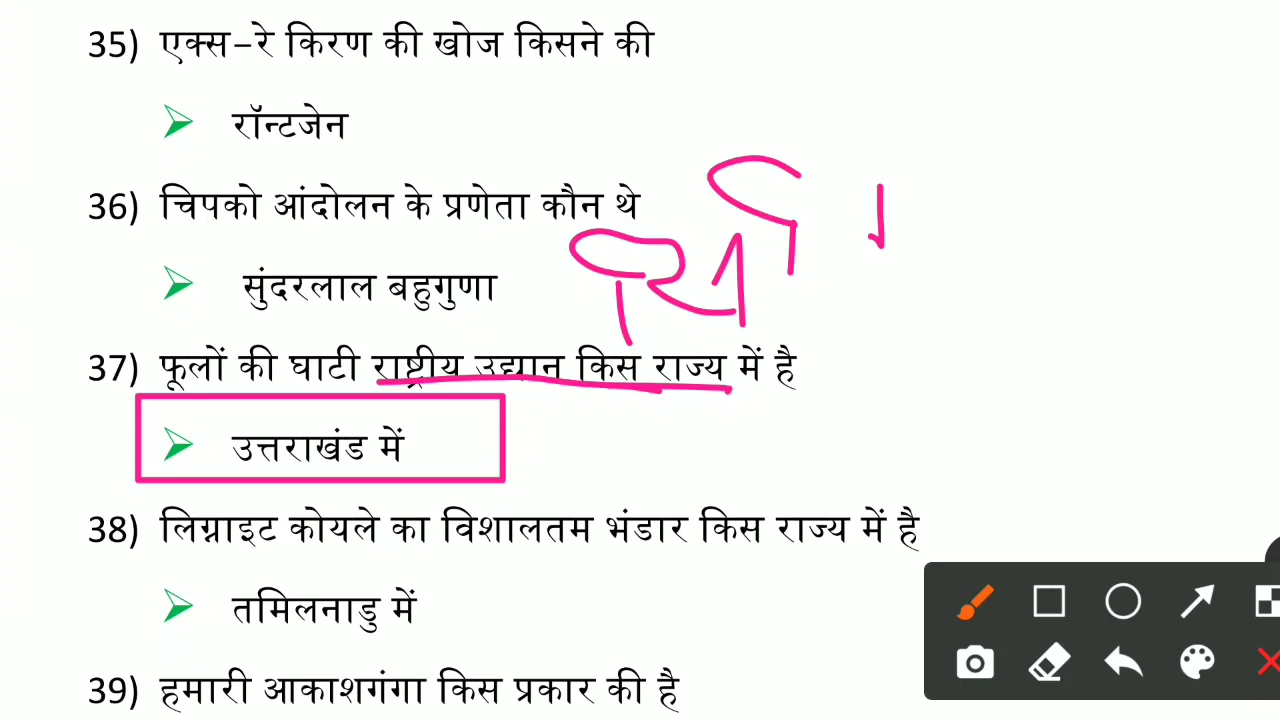 35) एक्स-रे किरण की खोज किसने की
➢ रॉन्टजेन
36) चिपको आंदोलन के प्रणेता कौन थे
➢ सुंदरलाल बहुगुणा
37) फूलों की घाटी राष्ट्रीय उद्यान किस राज्य में है
➢ उत्तराखंड में
38) लिग्नाइट कोयले का विशालतम भंडार किस राज्य में है
➢ तमिलनाडु में
39) हमारी आकाशगंगा किस प्रकार की है